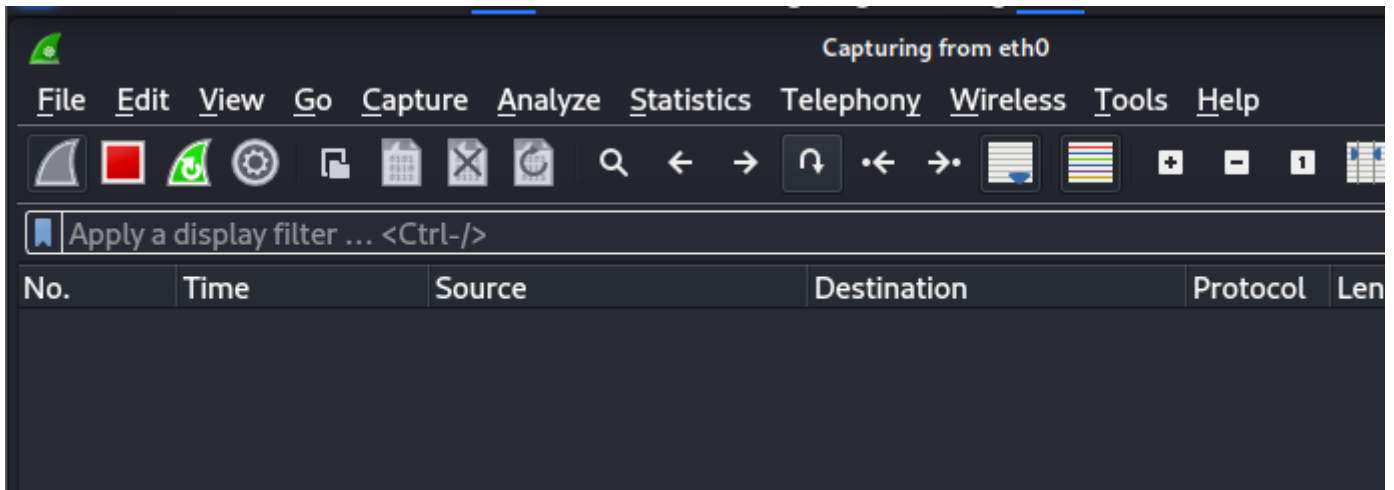 Capturing from eth0
File Edit View Go Capture Analyze Statistics Telephony Wireless Tools Help
Apply a display filter … <Ctrl-/>
No. Time Source Destination Protocol Len